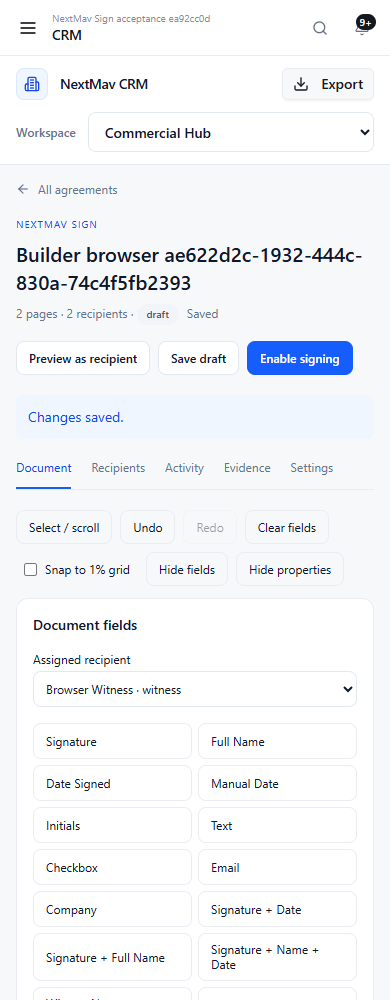 NextMav Sign acceptance ea92cc0d
CRM
9+
NextMav CRM
Export
Workspace
Commercial Hub
All agreements
NEXTMAV SIGN
Builder browser ae622d2c-1932-444c-
830a-74c4f5fb2393
2 pages · 2 recipients · draft Saved
Preview as recipient
Save draft
Enable signing
Changes saved.
Document Recipients Activity Evidence Settings
Select / scroll
Undo
Redo
Clear fields
Snap to 1% grid
Hide fields
Hide properties
Document fields
Assigned recipient
Browser Witness · witness
Signature
Full Name
Date Signed
Manual Date
Initials
Text
Checkbox
Email
Company
Signature + Date
Signature + Full Name
Signature + Name +
Date